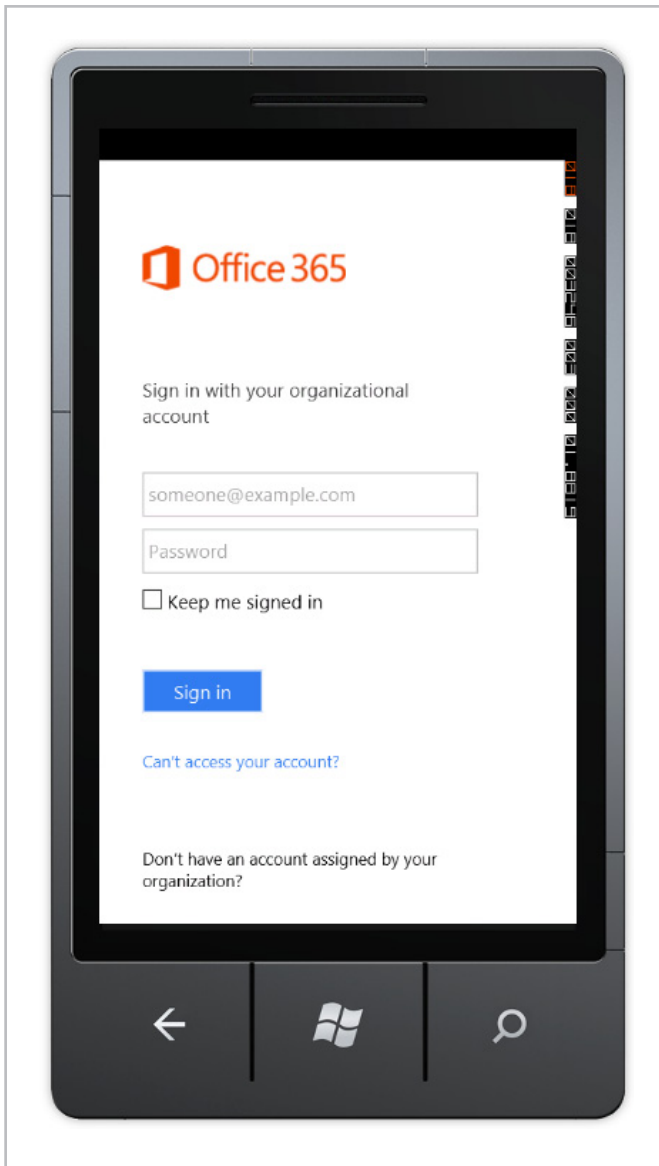 Office 365
Sign in with your organizational
account
someone@example.com
Password
Keep me signed in
Sign in
Can't access your account?
Don't have an account assigned by your
organization?